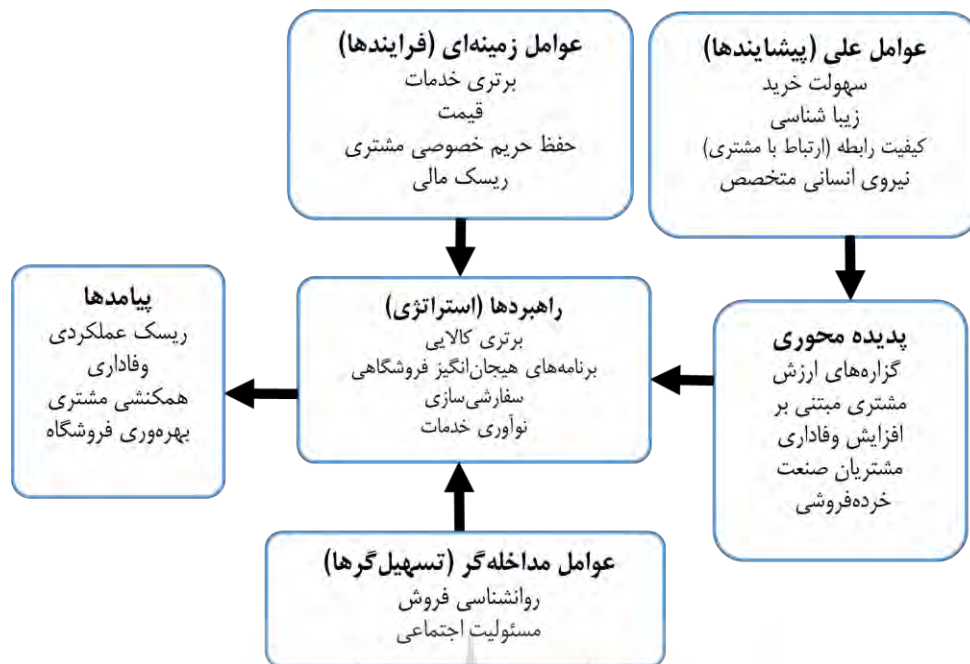 عوامل علی (پیشایندها)
سهولت خرید
زیبا شناسی
کیفیت رابطه (ارتباط با مشتری)
نیروی انسانی متخصص
عوامل زمینه‌ای (فرایندها)
برتری خدمات
قیمت
حفظ حریم خصوصی مشتری
ریسک مالی
پدیده محوری
گزاره‌های ارزش
مشتری مبتنی بر
افزایش وفاداری
مشتریان صنعت
خرده‌فروشی
راهبردها (استراتژی)
برتری کالایی
برنامه‌های هیجان‌انگیز فروشگاهی
سفارشی‌سازی
نوآوری خدمات
پیامدها
ریسک عملکردی
وفاداری
همکنشی مشتری
بهره‌وری فروشگاه
عوامل مداخله‌گر (تسهیل‌گرها)
روانشناسی فروش
مسئولیت اجتماعی